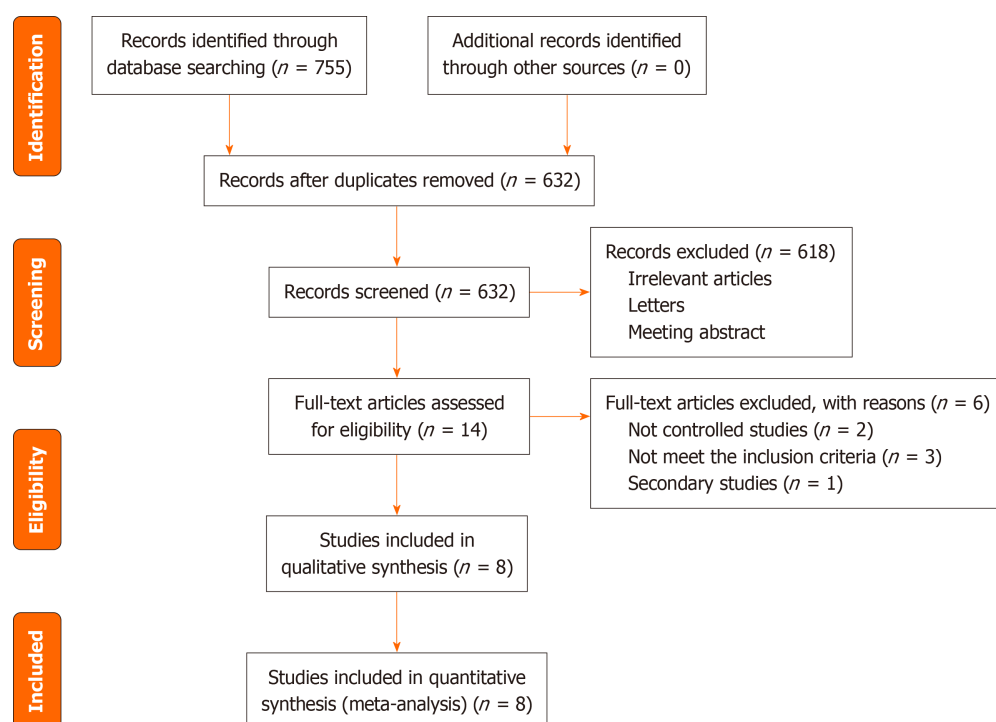 Identification
Records identified through
database searching (n = 755)
Additional records identified
through other sources (n = 0)
Records after duplicates removed (n = 632)
Screening
Records screened (n = 632)
Records excluded (n = 618)
Irrelevant articles
Letters
Meeting abstract
Eligibility
Full-text articles assessed
for eligibility (n = 14)
Full-text articles excluded, with reasons (n = 6)
Not controlled studies (n = 2)
Not meet the inclusion criteria (n = 3)
Secondary studies (n = 1)
Studies included in
qualitative synthesis (n = 8)
Included
Studies included in quantitative
synthesis (meta-analysis) (n = 8)